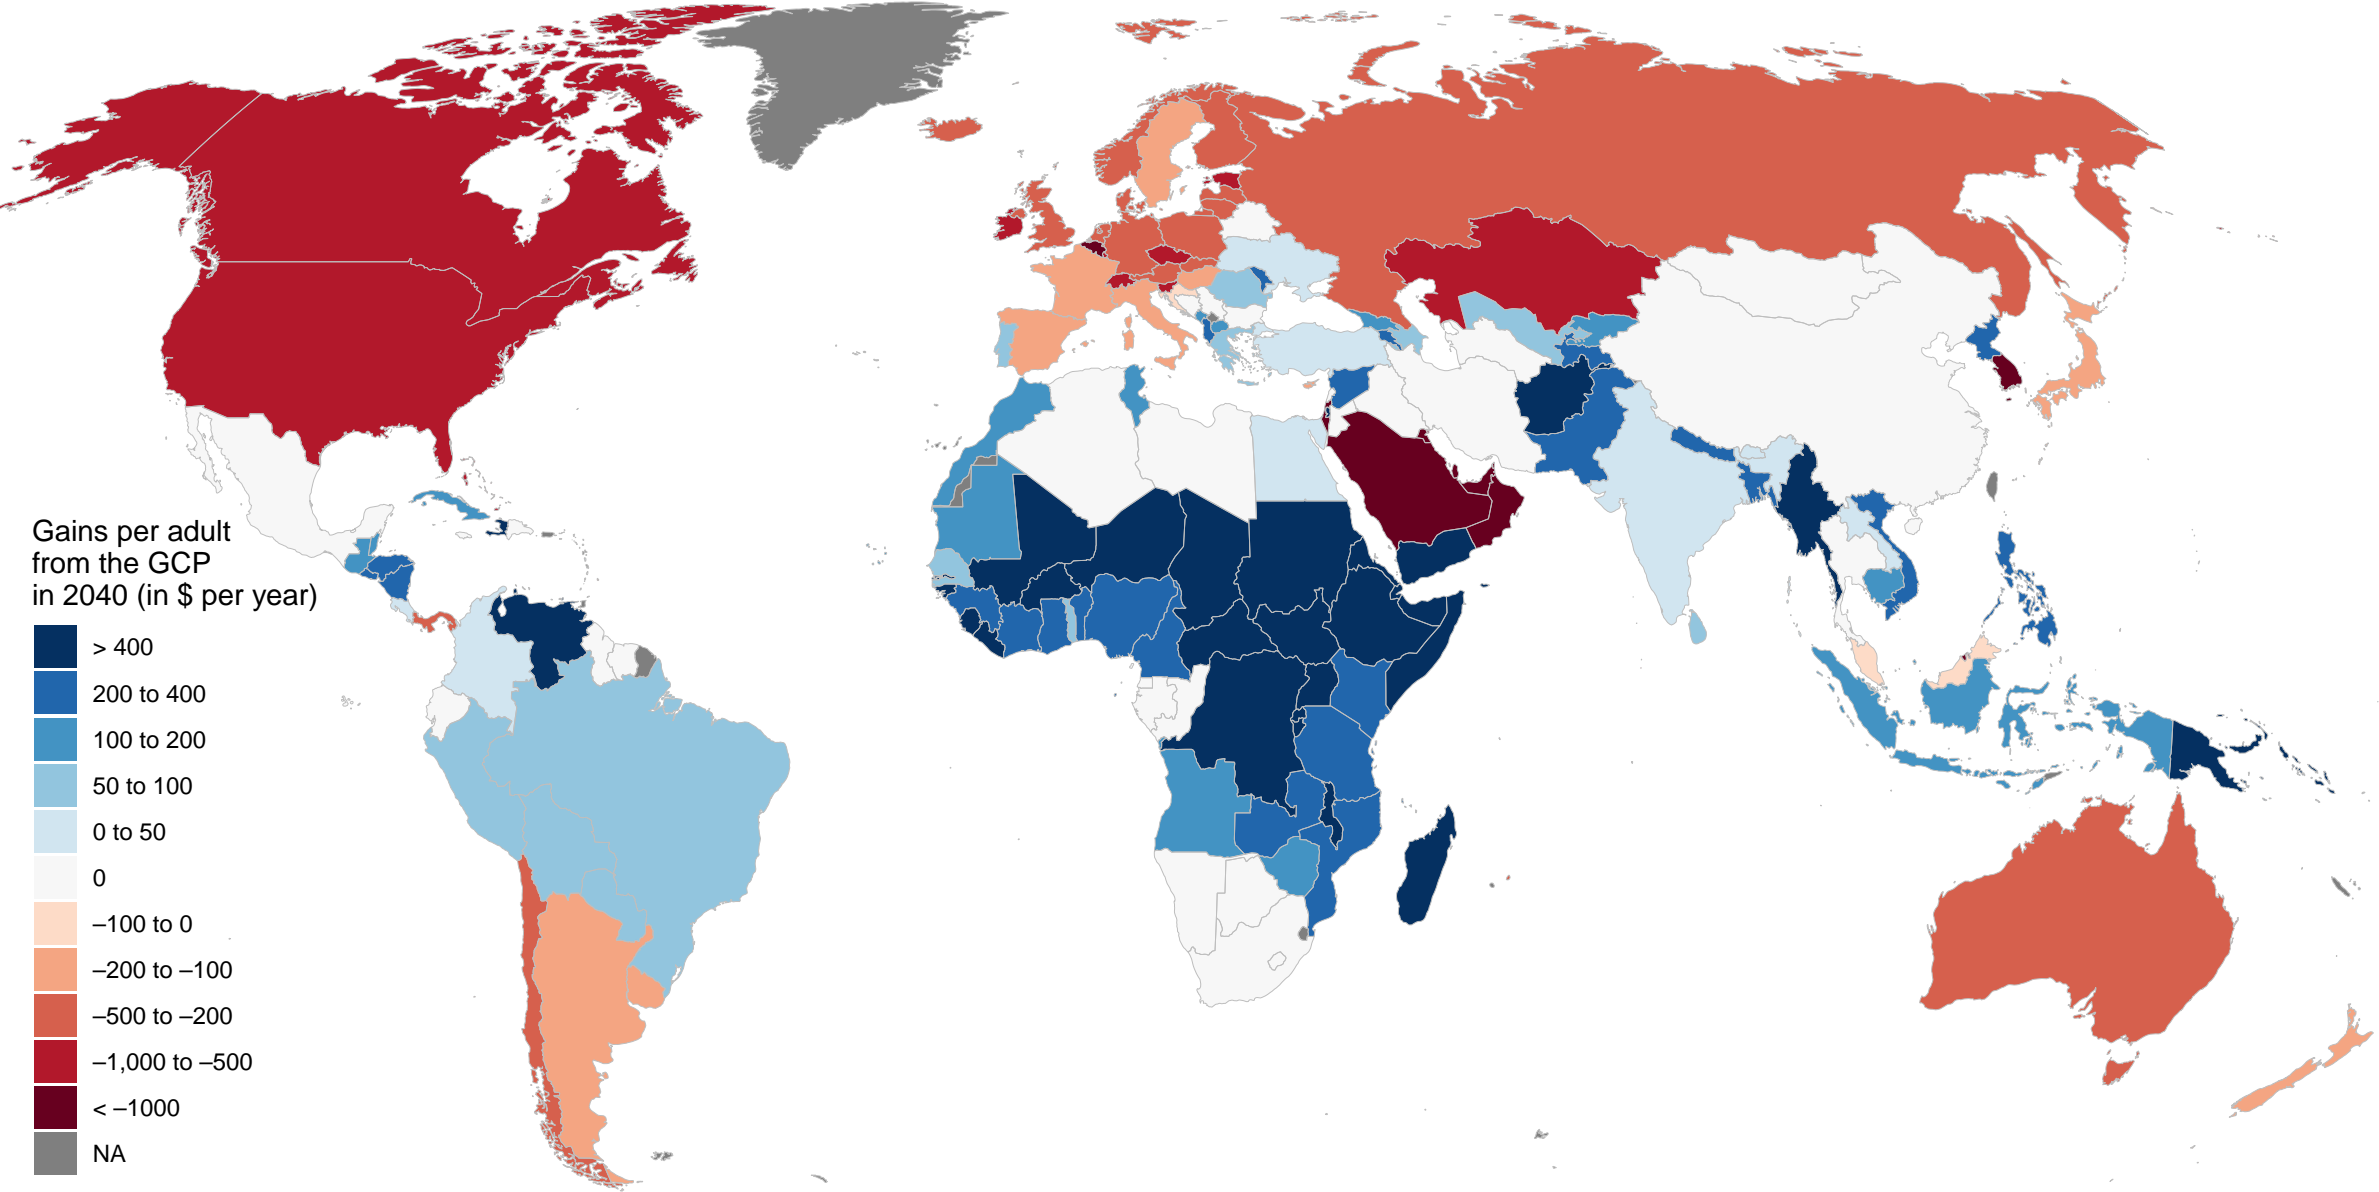 Gains per adult
from the GCP
in 2040 (in $ per year)
> 400
200 to 400
100 to 200
50 to 100
0 to 50
0
–100 to 0
–200 to –100
–500 to –200
–1,000 to –500
< –1000
NA